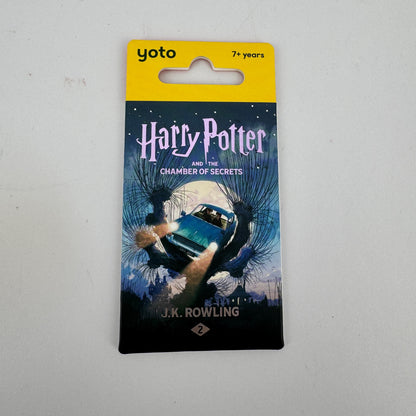 yoto
7+ years
Harry Potter
AND THE
CHAMBER OF SECRETS
J.K. ROWLING
2